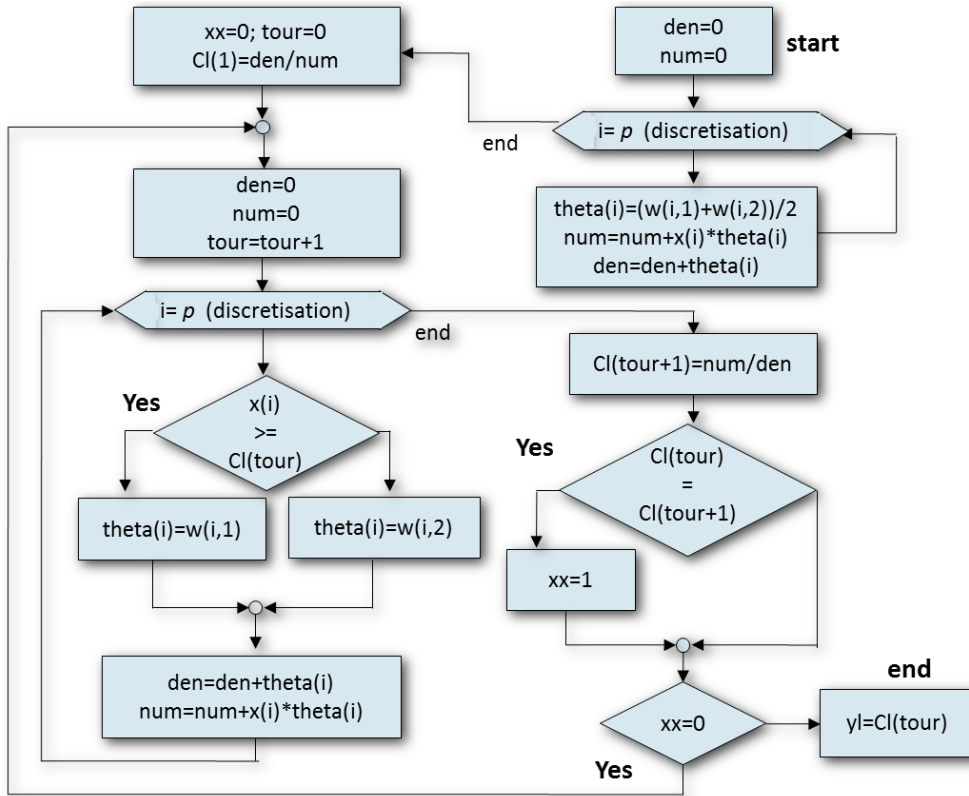 den=0
num=0
start
i= p (discretisation)
end
theta(i)=(w(i,1)+w(i,2))/2
num=num+x(i)*theta(i)
den=den+theta(i)
xx=0; tour=0
Cl(1)=den/num
den=0
num=0
tour=tour+1
i= p (discretisation)
end
x(i)
>=
Cl(tour)
Yes
theta(i)=w(i,1)
theta(i)=w(i,2)
den=den+theta(i)
num=num+x(i)*theta(i)
Cl(tour+1)=num/den
Cl(tour)
=
Cl(tour+1)
Yes
xx=1
xx=0
Yes
end
yl=Cl(tour)